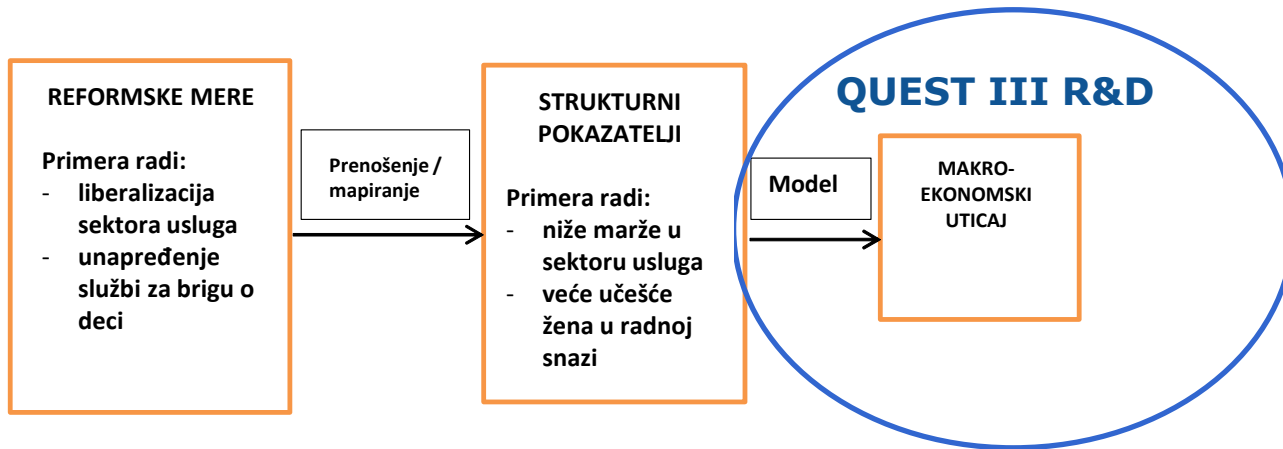 REFORMSKE MERE
Primera radi:
- liberalizacija
sektora usluga
- unapređenje
službi za brigu o
deci
Prenošenje /
mapiranje
STRUKTURNI
POKAZATELJI
Primera radi:
- niže marže u
sektoru usluga
- veće učešće
žena u radnoj
snazi
Model
QUEST III R&D
MAKRO-
EKONOMSKI
UTICAJ